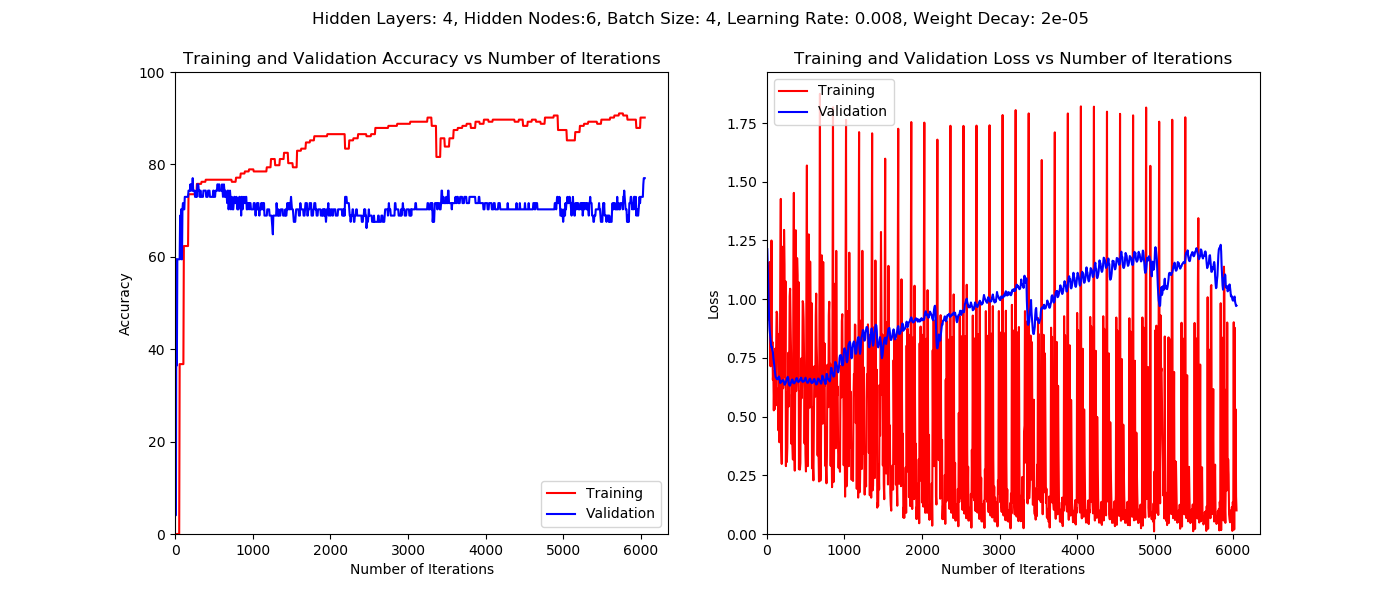 Hidden Layers: 4, Hidden Nodes:6, Batch Size: 4, Learning Rate: 0.008, Weight Decay: 2e-05
Training and Validation Accuracy vs Number of Iterations
100
80
60
40
20
0
Accuracy
0 1000 2000 3000 4000 5000 6000
Number of Iterations
Training
Validation
Training and Validation Loss vs Number of Iterations
Training
Validation
1.75
1.50
1.25
1.00
0.75
0.50
0.25
0.00
Loss
0 1000 2000 3000 4000 5000 6000
Number of Iterations